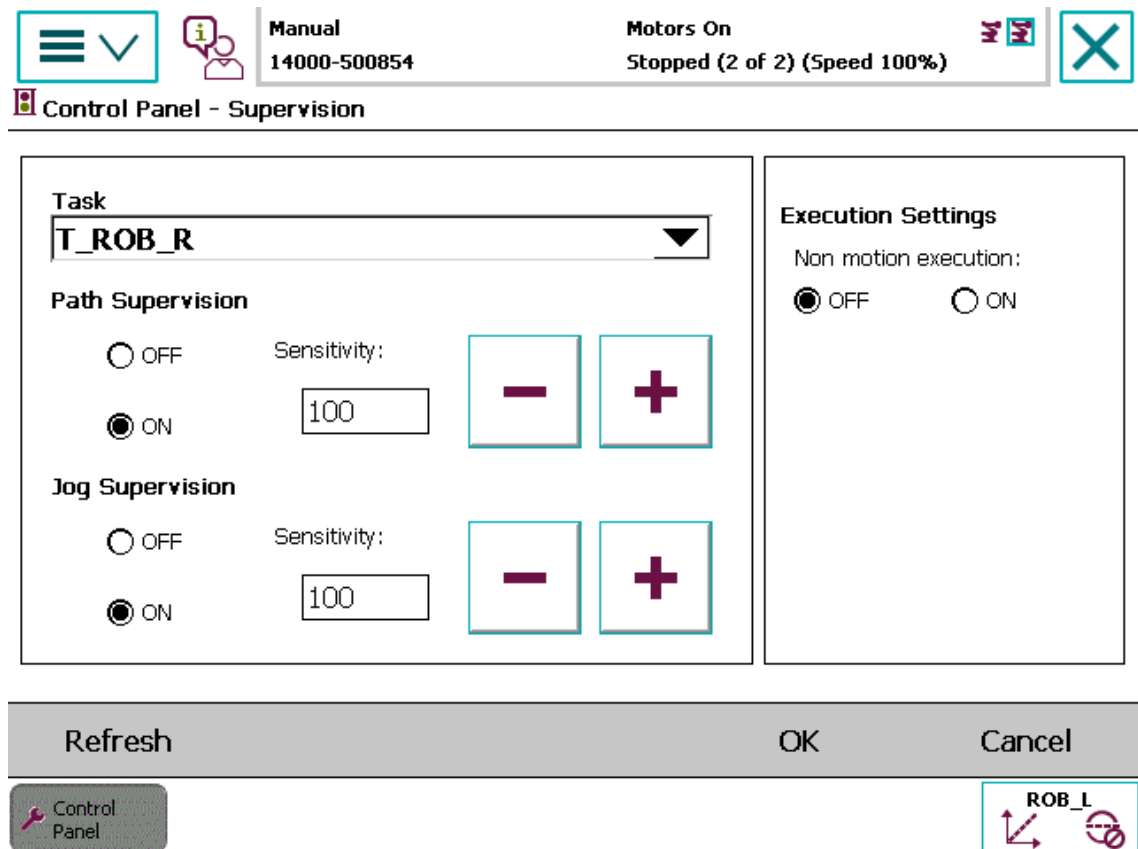 Manual
14000-500854
Motors On
Stopped (2 of 2) (Speed 100%)
Control Panel - Supervision
Task
T_ROB_R
Path Supervision
OFF
Sensitivity:
100
ON
Jog Supervision
OFF
Sensitivity:
100
ON
Execution Settings
Non motion execution:
OFF ON
Refresh OK Cancel
Control
Panel
ROB_L